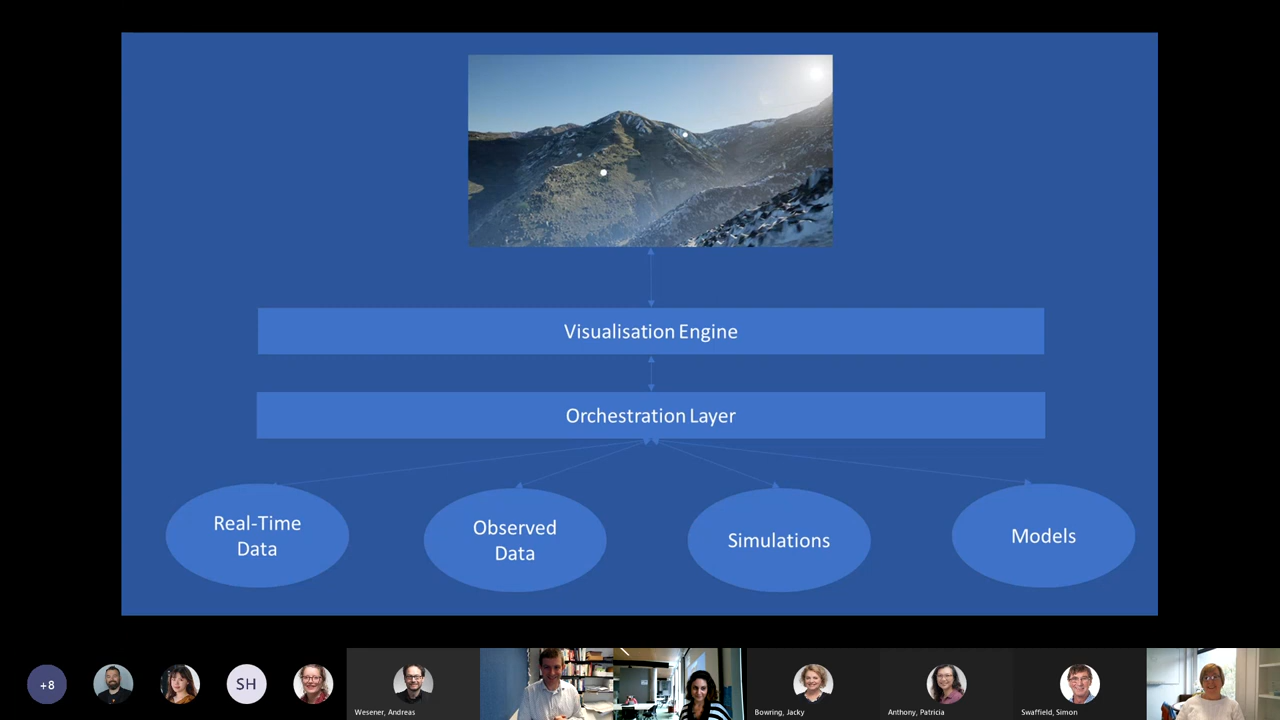 Visualisation Engine
Orchestration Layer
Real-Time
Data
Observed
Data
Simulations
Models
+8
SH
Wesener, Andreas
Bowring, Jacky
Anthony, Patricia
Swaffield, Simon